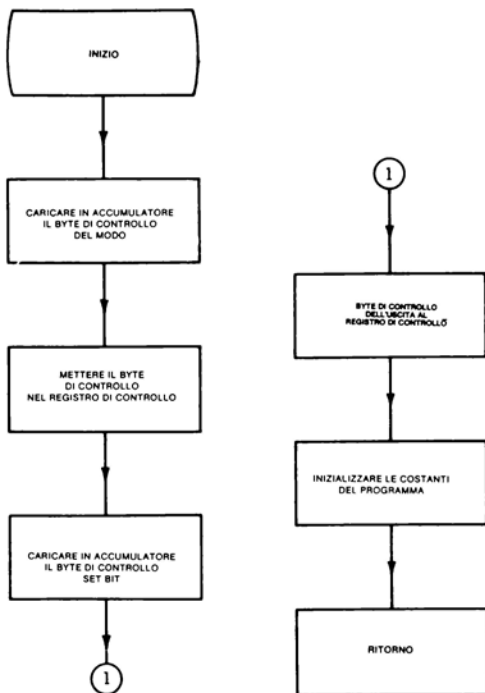 INIZIO
CARICARE IN ACCUMULATORE
IL BYTE DI CONTROLLO
DEL MODO
METTERE IL BYTE
DI CONTROLLO
NEL REGISTRO DI CONTROLLO
CARICARE IN ACCUMULATORE
IL BYTE DI CONTROLLO
SET BIT
1
1
BYTE DI CONTROLLO
DELL'USCITA AL
REGISTRO DI CONTROLLO
INIZIALIZZARE LE COSTANTI
DEL PROGRAMMA
RITORNO